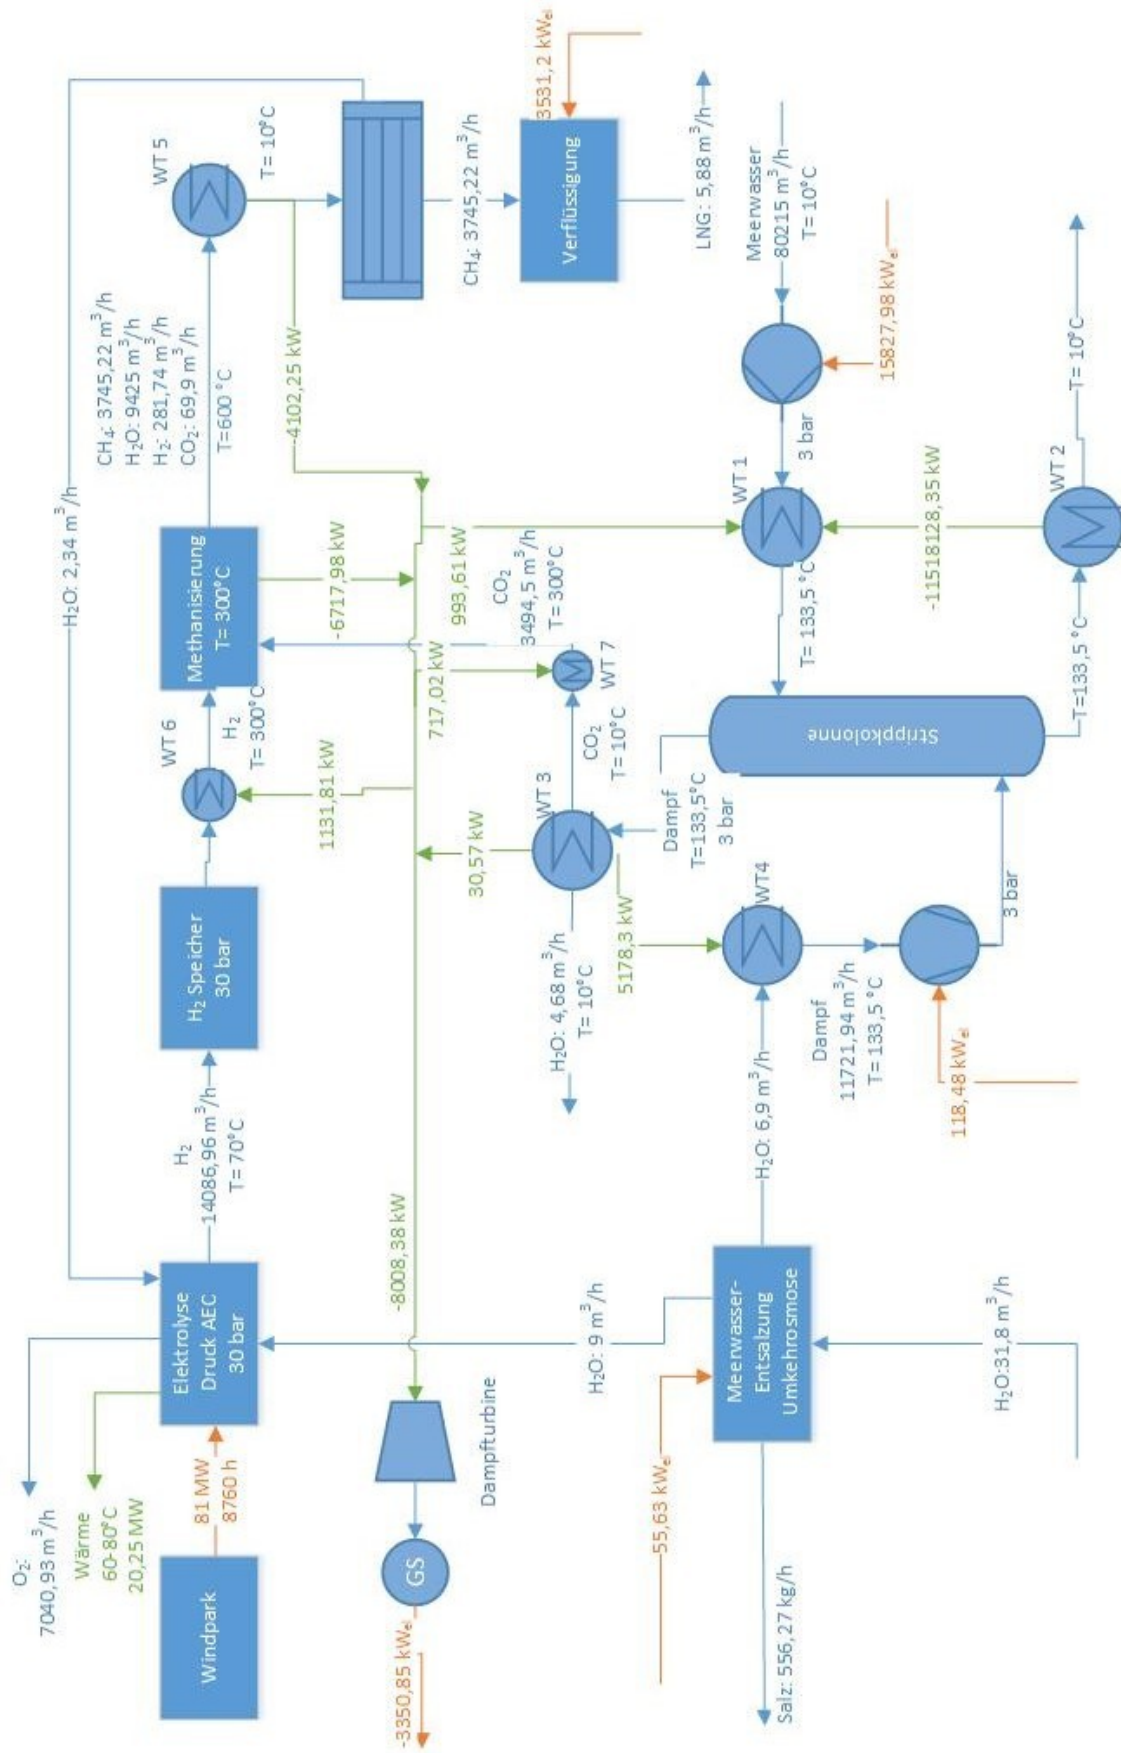 O₂:
7040,93 m³/h
Wärme
60-80°C
20,25 MW
Windpark
81 MW
8760 h
Elektrolyse
Druck AEC
30 bar
H₂
14086,96 m³/h
T= 70°C
H₂ Speicher
30 bar
WT 6
H₂
T= 300°C
Methanisierung
T= 300°C
CH₄: 3745,22 m³/h
H₂O: 9425 m³/h
H₂: 281,74 m³/h
CO₂: 69,9 m³/h
T=600 °C
WT 5
T= 10°C
H₂O: 2,34 m³/h
-4102,25 kW
-6717,98 kW
1131,81 kW
717,02 kW
993,61 kW
30,57 kW
-8008,38 kW
Dampfturbine
GS
-3350,85 kWₑₗ
CH₄: 3745,22 m³/h
Verflüssigung
3531,2 kWₑₗ
LNG: 5,88 m³/h
CO₂
3494,5 m³/h
T= 300°C
WT 7
CO₂
T= 10°C
WT 3
H₂O: 4,68 m³/h
T= 10°C
5178,3 kW
Dampf
T=133,5°C
3 bar
Meerwasser
80215 m³/h
T= 10°C
15827,98 kWₑₗ
3 bar
WT 1
T= 133,5 °C
-11518128,35 kW
WT 2
T= 10°C
T=133,5 °C
Strippkolonne
WT4
Dampf
11721,94 m³/h
T= 133,5 °C
3 bar
118,48 kWₑₗ
H₂O: 6,9 m³/h
H₂O: 9 m³/h
Meerwasser-
Entsalzung
Umkehrosmose
55,63 kWₑₗ
H₂O:31,8 m³/h
Salz: 556,27 kg/h